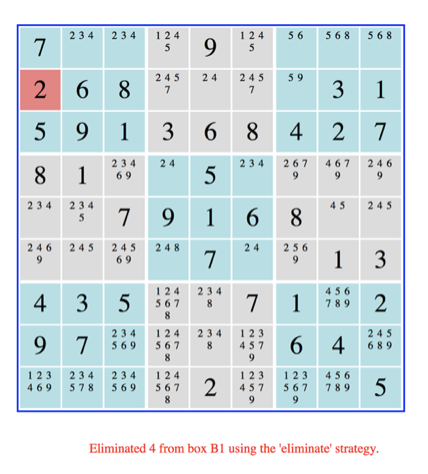 7 2 3 4 2 3 4 1 2 4 5 9 1 2 4 5 5 6 5 6 8 5 6 8
2 6 8 2 4 5 7 2 4 2 4 5 7 5 9 3 1
5 9 1 3 6 8 4 2 7
8 1 2 3 4 6 9 2 4 5 2 3 4 2 6 7 9 4 6 7 9 2 4 6 9
2 3 4 2 3 4 5 7 9 1 6 8 4 5 2 4 5
2 4 6 9 2 4 5 2 4 5 6 9 2 4 8 7 2 4 2 5 6 9 1 3
4 3 5 1 2 4 5 6 7 8 2 3 4 8 7 1 4 5 6 7 8 9 2
9 7 2 3 4 5 6 9 1 2 4 5 6 7 8 2 3 4 8 1 2 3 4 5 7 9 6 4 2 4 5 6 8 9
1 2 3 4 6 9 2 3 4 5 7 8 2 3 4 5 6 9 1 2 4 5 6 7 8 2 1 2 3 4 5 7 9 1 2 3 5 6 7 9 4 5 6 7 8 9 5
Eliminated 4 from box B1 using the 'eliminate' strategy.